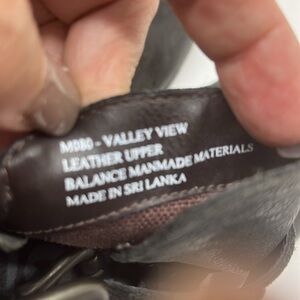 M080 - VALLEY VIEW
LEATHER UPPER
BALANCE MANMADE MATERIALS
MADE IN SRI LANKA